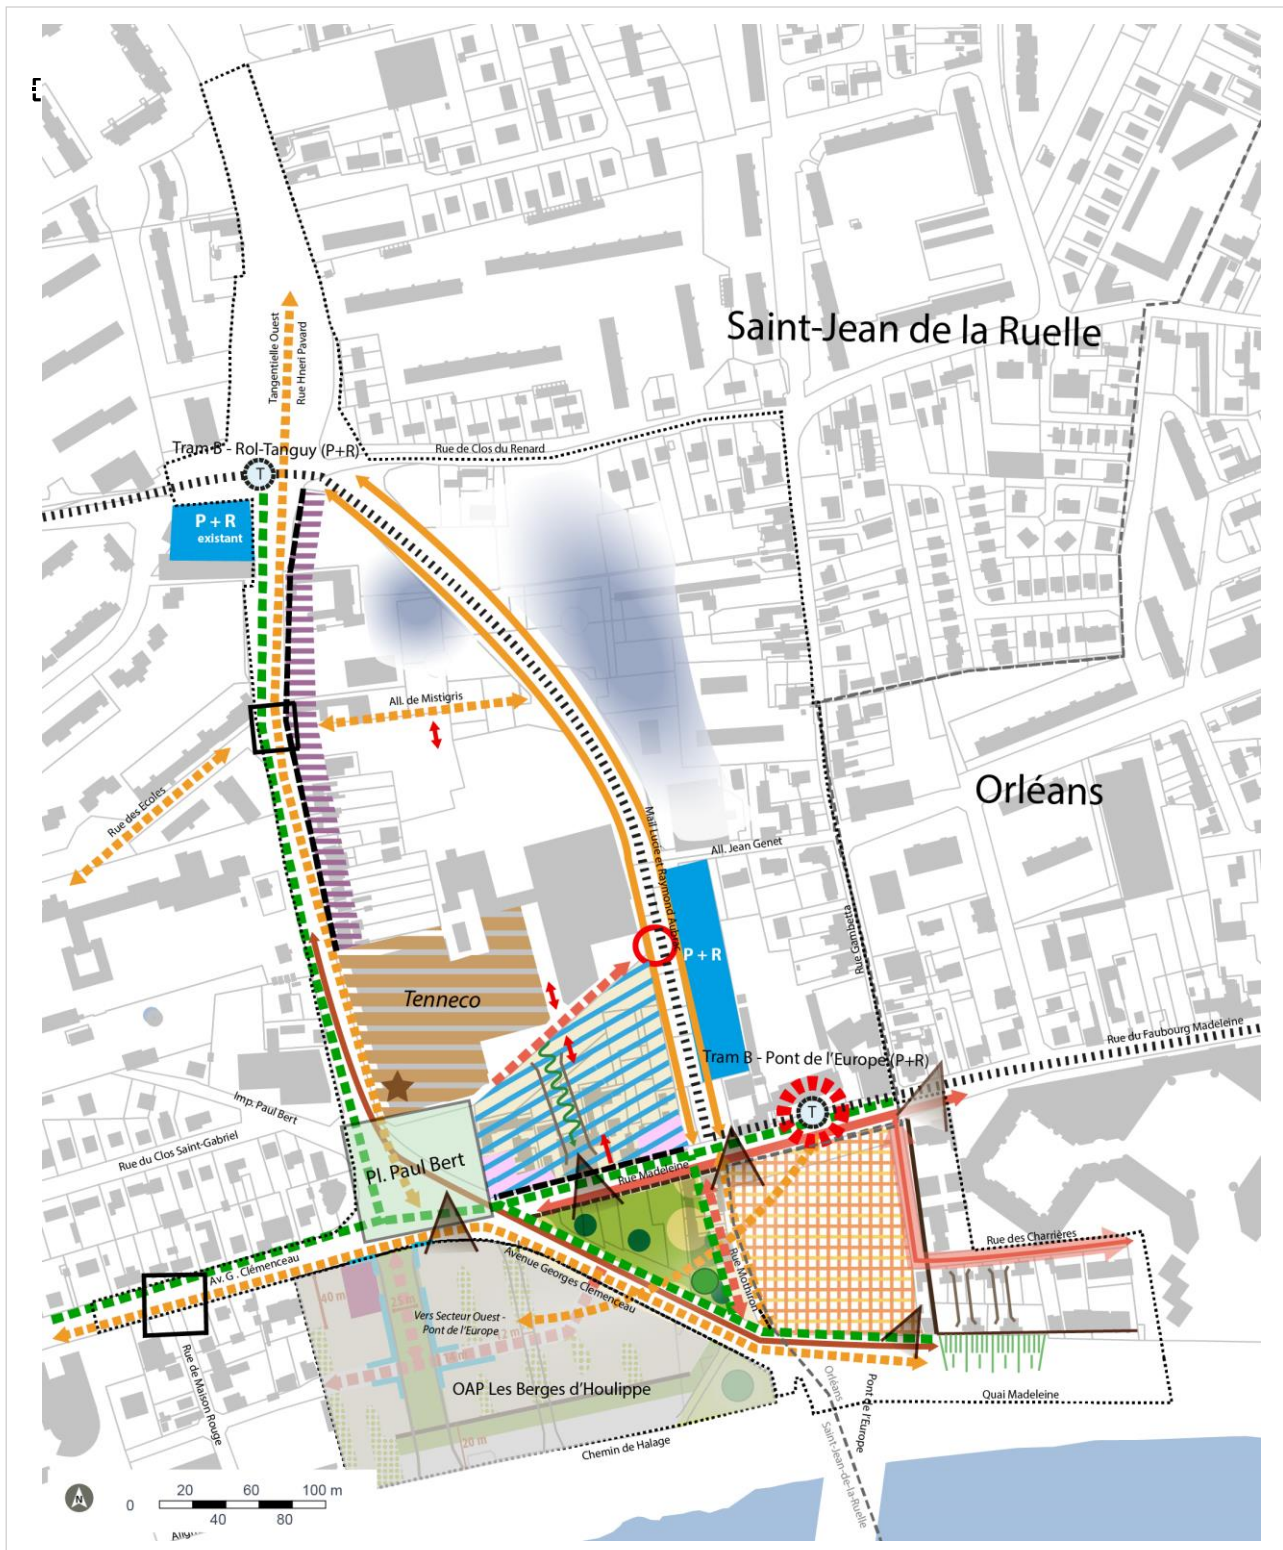 Saint-Jean de la Ruelle
Tangentielle Ouest
Rue Hneri Pavard
Tram B - Rol-Tanguy (P+R)
Rue de Clos du Renard
T
P + R
existant
All. de Mistigris
Rue des Ecoles
Orléans
Mail Lucie et Raymond Aubrac
All. Jean Genet
Rue Gambetta
P + R
Tenneco
Rue du Faubourg Madeleine
Tram B - Pont de l'Europe (P+R)
T
Imp. Paul Bert
Rue du Clos Saint-Gabriel
Pl. Paul Bert
Rue Madeleine
Rue des Charrières
Av. G . Clémenceau
Avenue Georges Clemenceau
Rue Mothiron
40 m
25 m
Vers Secteur Ouest -
Pont de l'Europe
12 m
16 m
OAP Les Berges d'Houlippe
Rue de Maison Rouge
20 m
Chemin de Halage
Orléans
Saint-Jean-de-la-Ruelle
Pont de l'Europe
Quai Madeleine
N
0 20 60 100 m
40 80